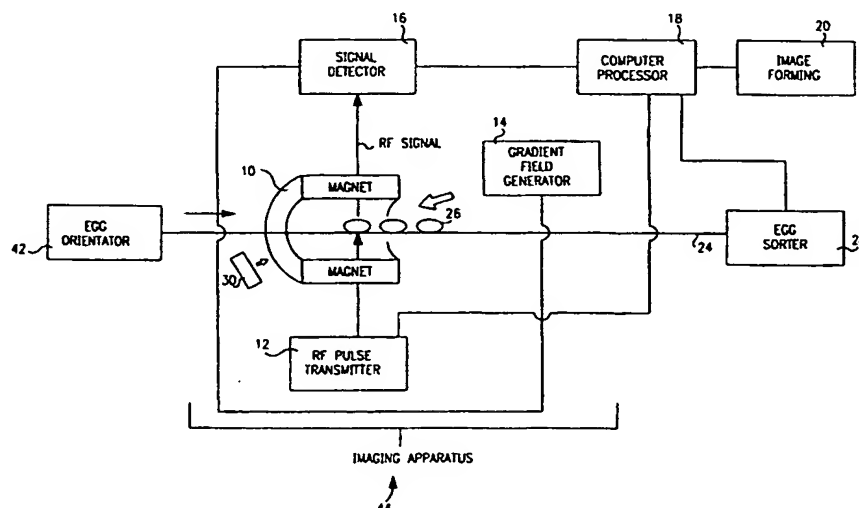 16
SIGNAL
DETECTOR
18
COMPUTER
PROCESSOR
20
IMAGE
FORMING
RF SIGNAL
14
GRADIENT
FIELD
GENERATOR
10
MAGNET
26
EGG
ORIENTATOR
42
24
EGG
SORTER
30
MAGNET
12
RF PULSE
TRANSMITTER
IMAGING APPARATUS